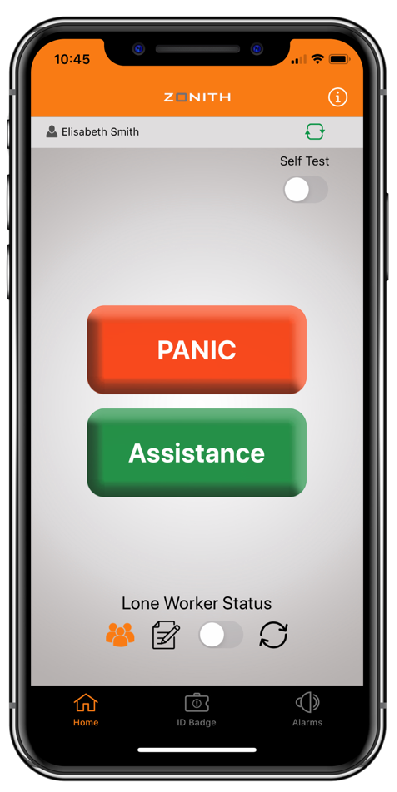 10:45
ZONITH
Elisabeth Smith
Self Test
PANIC
Assistance
Lone Worker Status
Home
ID Badge
Alarms